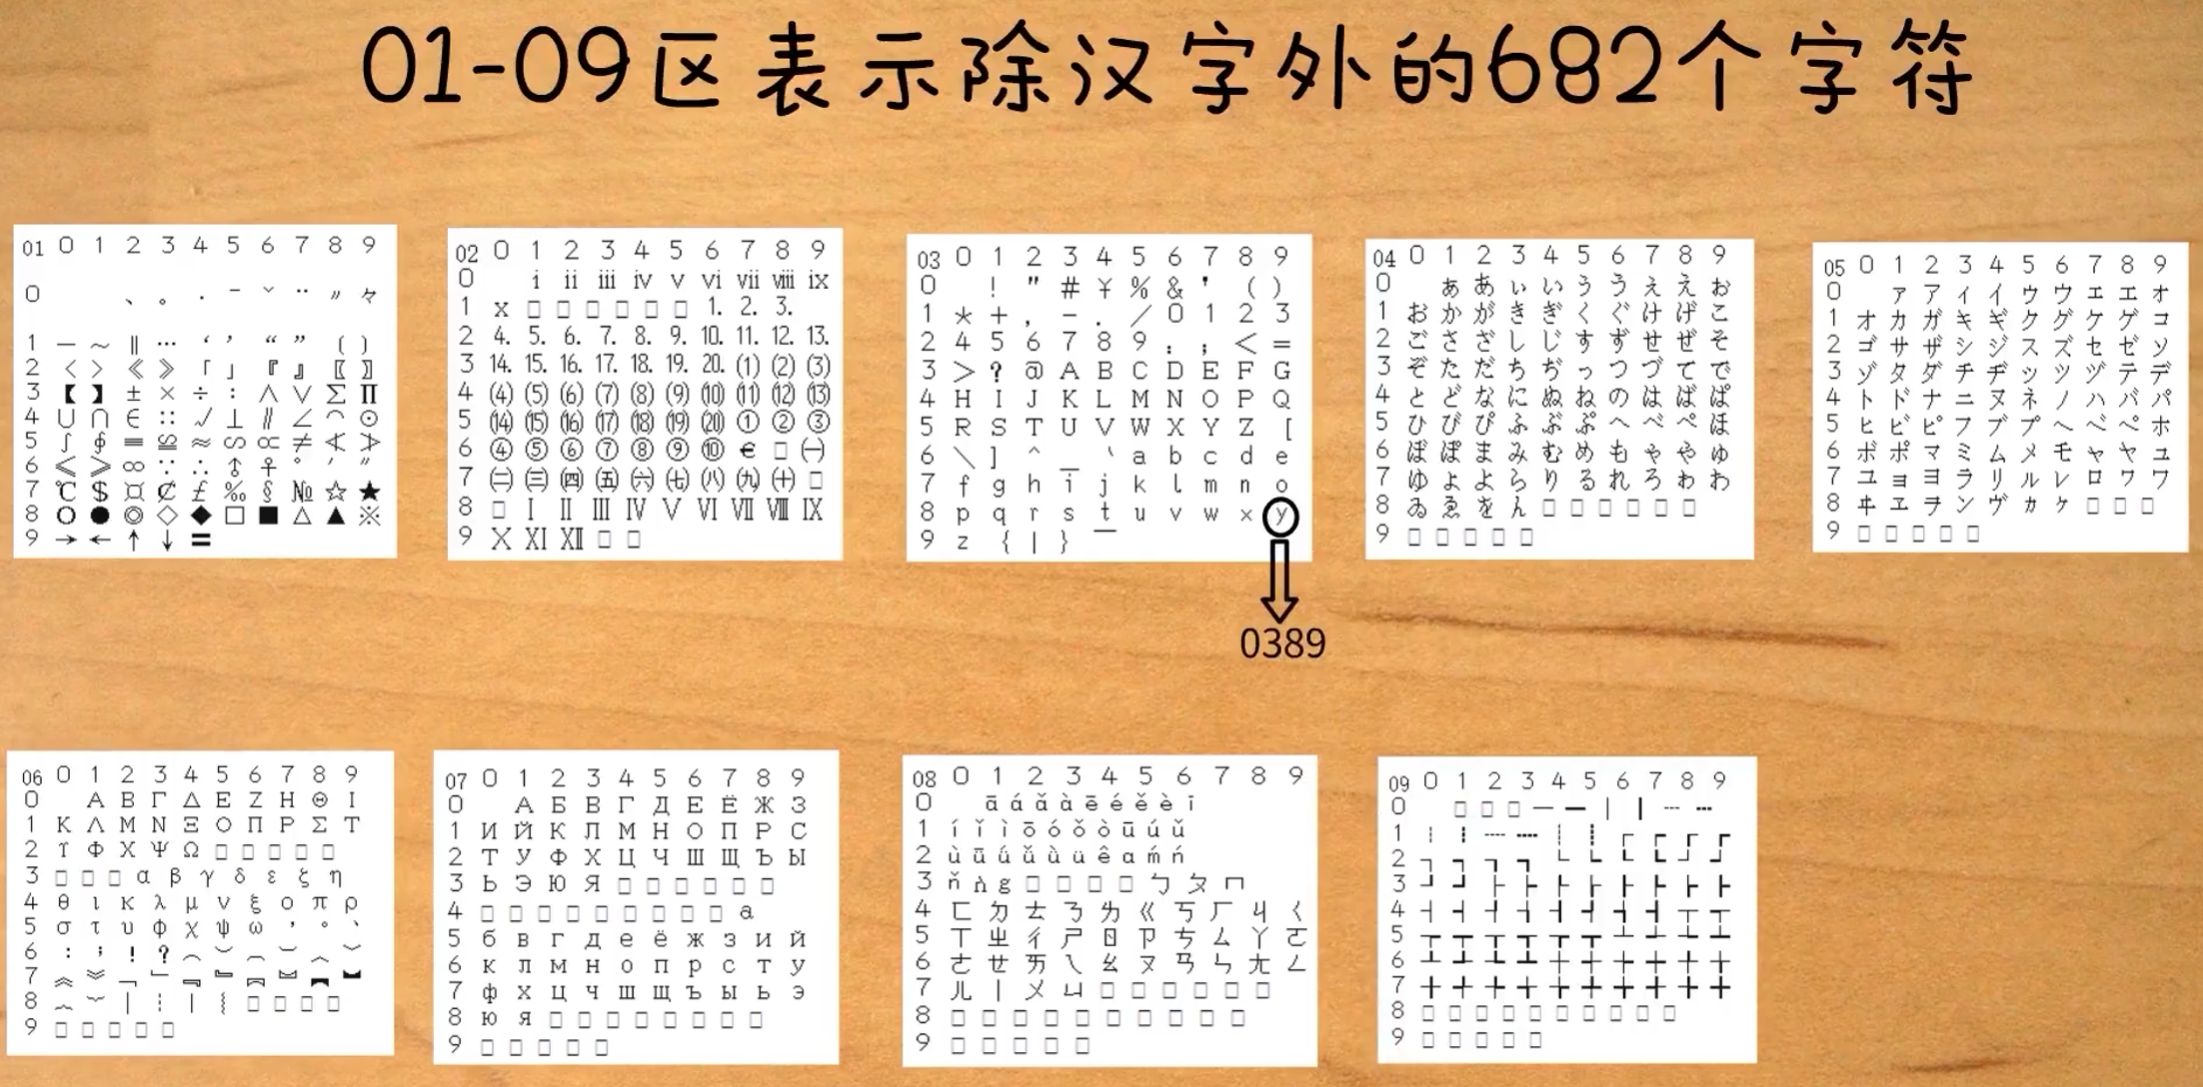 01-09区表示除汉字外的682个字符
01 0 1 2 3 4 5 6 7 8 9
0 、 。 · ˉ ˇ ¨ 〃 々
1 — ~ ‖ … ‘ ’ “ ” 〔 〕
2 〈 〉 《 》 「 」 『 』 〖 〗
3 【 】 ± × ÷ ∶ ∧ ∨ ∑ ∏
4 ∪ ∩ ∈ ∷ √ ⊥ ∥ ∠ ⌒ ⊙
5 ∫ ∮ ≡ ≌ ≈ ∽ ∝ ≠ ≮ ≯
6 ≤ ≥ ∞ ∵ ∴ ♂ ♀ ° ′ ″
7 ℃ $ ¤ ¢ £ ‰ § № ☆ ★
8 ○ ● ◎ ◇ ◆ □ ■ △ ▲ ※
9 → ← ↑ ↓ 〓
02 0 1 2 3 4 5 6 7 8 9
0 ⅰ ⅱ ⅲ ⅳ ⅴ ⅵ ⅶ ⅷ ⅸ
1 ⅹ □ □ □ □ □ 1. 2. 3.
2 4. 5. 6. 7. 8. 9. 10. 11. 12. 13.
3 14. 15. 16. 17. 18. 19. 20. (1) (2) (3)
4 (4) (5) (6) (7) (8) (9) (10) (11) (12) (13)
5 (14) (15) (16) (17) (18) (19) (20) ① ② ③
6 ④ ⑤ ⑥ ⑦ ⑧ ⑨ ⑩ € □ (一)
7 (二) (三) (四) (五) (六) (七) (八) (九) (十) □
8 □ Ⅰ Ⅱ Ⅲ Ⅳ Ⅴ Ⅵ Ⅶ Ⅷ Ⅸ
9 Ⅹ Ⅺ Ⅻ □ □
03 0 1 2 3 4 5 6 7 8 9
0 ! " # ¥ % & ' ( )
1 * + , - . / 0 1 2 3
2 4 5 6 7 8 9 : ; < =
3 > ? @ A B C D E F G
4 H I J K L M N O P Q
5 R S T U V W X Y Z [
6 \ ] ^ _ ` a b c d e
7 f g h i j k l m n o
8 p q r s t u v w x y
9 z { | } ‾
0389
04 0 1 2 3 4 5 6 7 8 9
0 ぁ あ ぃ い ぅ う ぇ え ぉ
1 お か が き ぎ く ぐ け げ こ
2 ご さ ざ し じ す ず せ ぜ そ
3 ぞ た だ ち ぢ っ つ づ て で
4 と ど な に ぬ ね の は ば ぱ
5 ひ び ぴ ふ ぶ ぷ へ べ ぺ ほ
6 ぼ ぽ ま み む め も ゃ や ゅ
7 ゆ ょ よ ら り る れ ろ ゎ わ
8 ゐ ゑ を ん □ □ □ □ □ □
9 □ □ □ □ □
05 0 1 2 3 4 5 6 7 8 9
0 ァ ア ィ イ ゥ ウ ェ エ ォ
1 オ カ ガ キ ギ ク グ ケ ゲ コ
2 ゴ サ ザ シ ジ ス ズ セ ゼ ソ
3 ゾ タ ダ チ ヂ ッ ツ ヅ テ デ
4 ト ド ナ ニ ヌ ネ ノ ハ バ パ
5 ヒ ビ ピ フ ブ プ ヘ ベ ペ ホ
6 ボ ポ マ ミ ム メ モ ャ ヤ ュ
7 ユ ョ ヨ ラ リ ル レ ロ ヮ ワ
8 ヰ ヱ ヲ ン ヴ ヵ ヶ □ □ □
9 □ □ □ □ □
06 0 1 2 3 4 5 6 7 8 9
0 Α Β Γ Δ Ε Ζ Η Θ Ι
1 Κ Λ Μ Ν Ξ Ο Π Ρ Σ Τ
2 Υ Φ Χ Ψ Ω □ □ □ □ □
3 □ □ □ α β γ δ ε ζ η
4 θ ι κ λ μ ν ξ ο π ρ
5 σ τ υ φ χ ψ ω
6
7
8
9 □ □ □ □ □
07 0 1 2 3 4 5 6 7 8 9
0 А Б В Г Д Е Ё Ж З
1 И Й К Л М Н О П Р С
2 Т У Ф Х Ц Ч Ш Щ Ъ Ы
3 Ь Э Ю Я □ □ □ □ □ □
4 □ □ □ □ □ □ □ □ □ а
5 б в г д е ё ж з и й
6 к л м н о п р с т у
7 ф х ц ч ш щ ъ ы ь э
8 ю я □ □ □ □ □ □ □ □
9 □ □ □ □ □
08 0 1 2 3 4 5 6 7 8 9
0 ā á ǎ à ē é ě è ī
1 í ǐ ì ō ó ǒ ò ū ú ǔ
2 ù ǖ ǘ ǚ ǜ ü ê ɑ ḿ ń
3 ň ǹ ɡ □ □ □ □ ㄅ ㄆ ㄇ
4 ㄈ ㄉ ㄊ ㄋ ㄌ ㄍ ㄎ ㄏ ㄐ ㄑ
5 ㄒ ㄓ ㄔ ㄕ ㄖ ㄗ ㄘ ㄙ ㄚ ㄛ
6 ㄜ ㄝ ㄞ ㄟ ㄠ ㄡ ㄢ ㄣ ㄤ ㄥ
7 ㄦ ㄧ ㄨ ㄩ □ □ □ □ □ □
8 □ □ □ □ □ □ □ □ □ □
9 □ □ □ □ □
09 0 1 2 3 4 5 6 7 8 9
0 □ □ □ ─ ━ │ ┃ ┄ ┅
1 ┆ ┇ ┈ ┉ ┊ ┋ ┌ ┍ ┎ ┏
2 ┐ ┑ ┒ ┓ └ ┕ ┖ ┗ ┘ ┙
3 ┚ ┛ ├ ┝ ┞ ┟ ┠ ┡ ┢ ┣
4 ┤ ┥ ┦ ┧ ┨ ┩ ┪ ┫ ┬ ┭
5 ┮ ┯ ┰ ┱ ┲ ┳ ┴ ┵ ┶ ┷
6 ┸ ┹ ┺ ┻ ┼ ┽ ┾ ┿ ╀ ╁
7 ╂ ╃ ╄ ╅ ╆ ╇ ╈ ╉ ╊ ╋
8 □ □ □ □ □ □ □ □ □ □
9 □ □ □ □ □